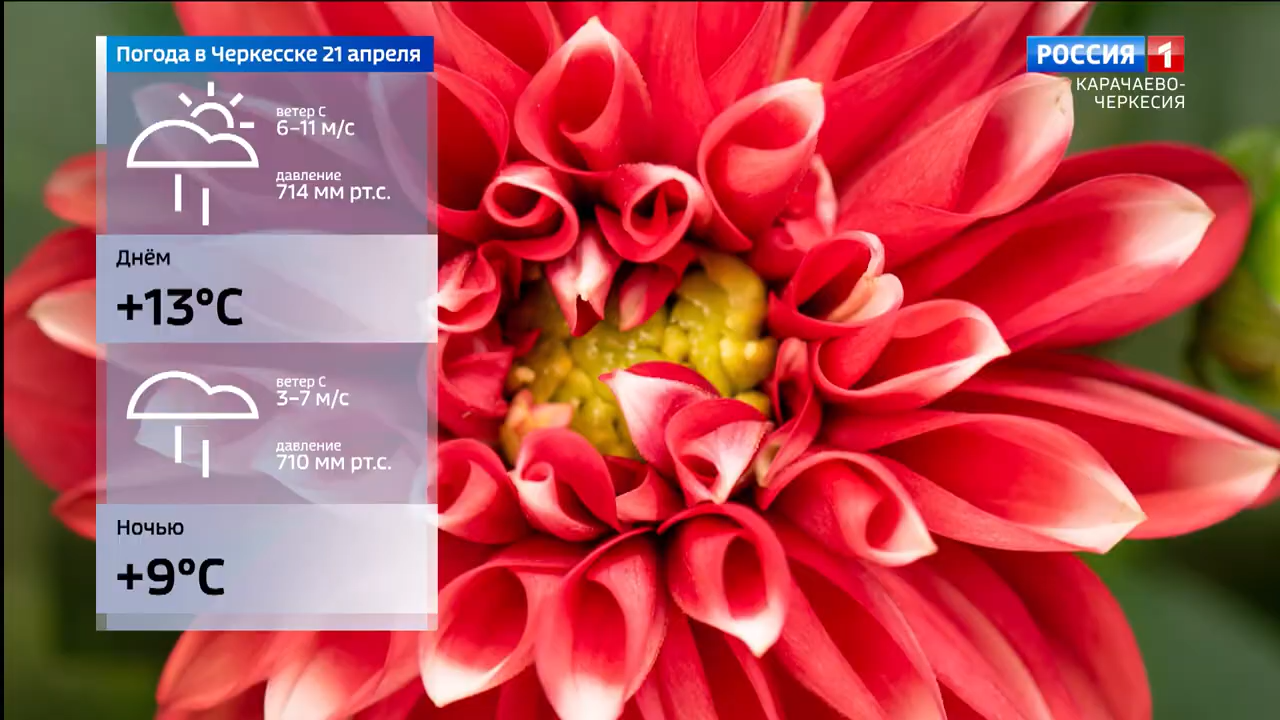 Погода в Черкесске 21 апреля
ветер С
6–11 м/с
давление
714 мм рт.с.
Днём
+13°C
ветер С
3–7 м/с
давление
710 мм рт.с.
Ночью
+9°C
РОССИЯ 1
КАРАЧАЕВО-
ЧЕРКЕСИЯ